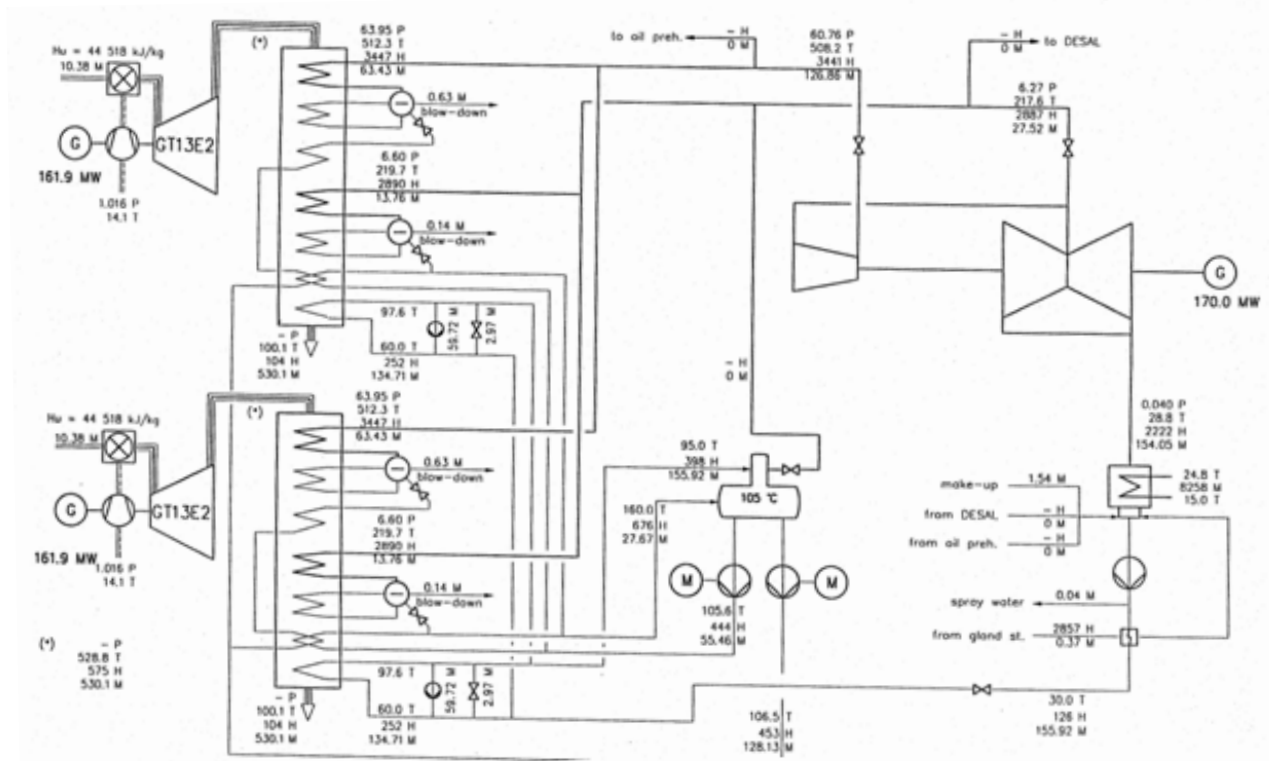 Hu = 44 518 kJ/kg
10.38 M
(*)
GT13E2
G
161.9 MW
1.016 P
14.1 T
63.95 P
512.3 T
3447 H
63.43 M
0.63 M
blow-down
6.60 P
219.7 T
2890 H
13.76 M
0.14 M
blow-down
97.6 T
59.72 M
2.97 M
- P
100.1 T
104 H
530.1 M
60.0 T
252 H
134.71 M
to oil preh.
- H
0 M
60.76 P
508.2 T
3441 H
126.86 M
- H
0 M
to DESAL
6.27 P
217.6 T
2887 H
27.52 M
G
170.0 MW
Hu = 44 518 kJ/kg
10.38 M
(*)
GT13E2
G
161.9 MW
1.016 P
14.1 T
63.95 P
512.3 T
3447 H
63.43 M
0.63 M
blow-down
6.60 P
219.7 T
2890 H
13.76 M
0.14 M
blow-down
97.6 T
59.72 M
2.97 M
- P
100.1 T
104 H
530.1 M
60.0 T
252 H
134.71 M
(*)
- P
528.8 T
575 H
530.1 M
- H
0 M
95.0 T
398 H
155.92 M
105 °C
160.0 T
676 H
27.67 M
M
M
105.6 T
444 H
55.46 M
106.5 T
453 H
128.13 M
0.040 P
28.8 T
2222 H
154.05 M
24.8 T
8258 M
15.0 T
make-up
1.54 M
from DESAL
- H
0 M
from oil preh.
- H
0 M
spray water
0.04 M
from gland st.
2857 H
0.37 M
30.0 T
126 H
155.92 M